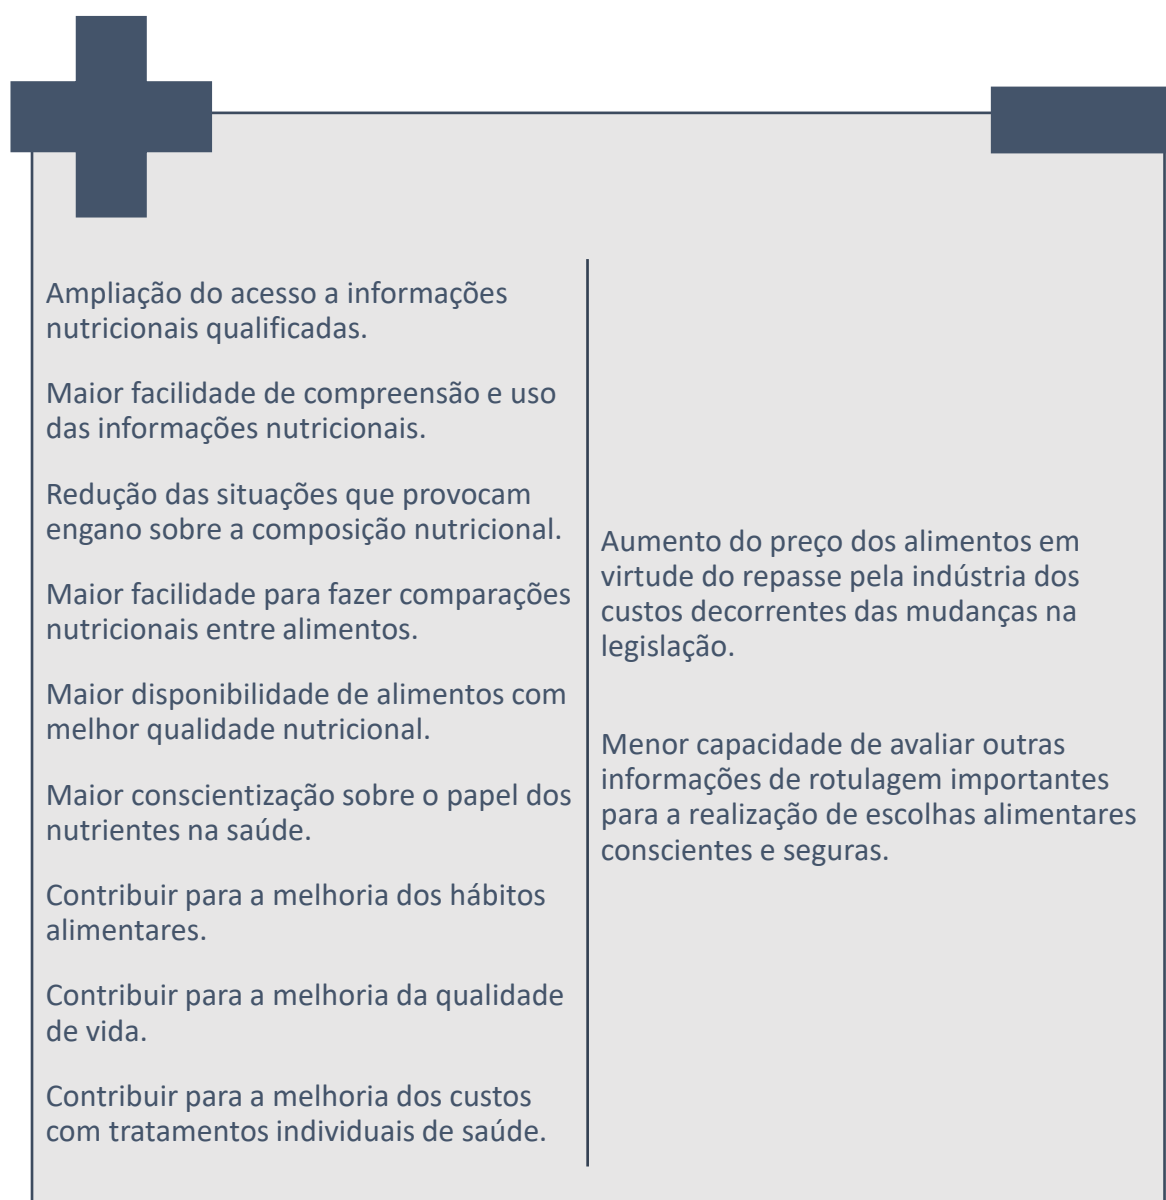 Ampliação do acesso a informações
nutricionais qualificadas.
Maior facilidade de compreensão e uso
das informações nutricionais.
Redução das situações que provocam
engano sobre a composição nutricional.
Maior facilidade para fazer comparações
nutricionais entre alimentos.
Maior disponibilidade de alimentos com
melhor qualidade nutricional.
Maior conscientização sobre o papel dos
nutrientes na saúde.
Contribuir para a melhoria dos hábitos
alimentares.
Contribuir para a melhoria da qualidade
de vida.
Contribuir para a melhoria dos custos
com tratamentos individuais de saúde.
Aumento do preço dos alimentos em
virtude do repasse pela indústria dos
custos decorrentes das mudanças na
legislação.
Menor capacidade de avaliar outras
informações de rotulagem importantes
para a realização de escolhas alimentares
conscientes e seguras.